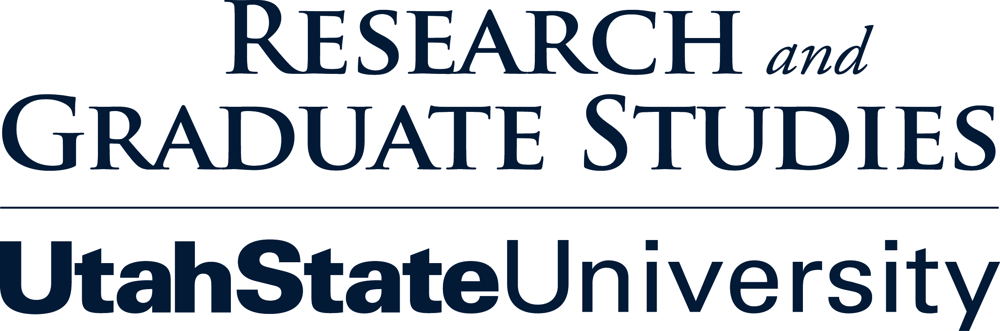 Research and
Graduate Studies
UtahStateUniversity